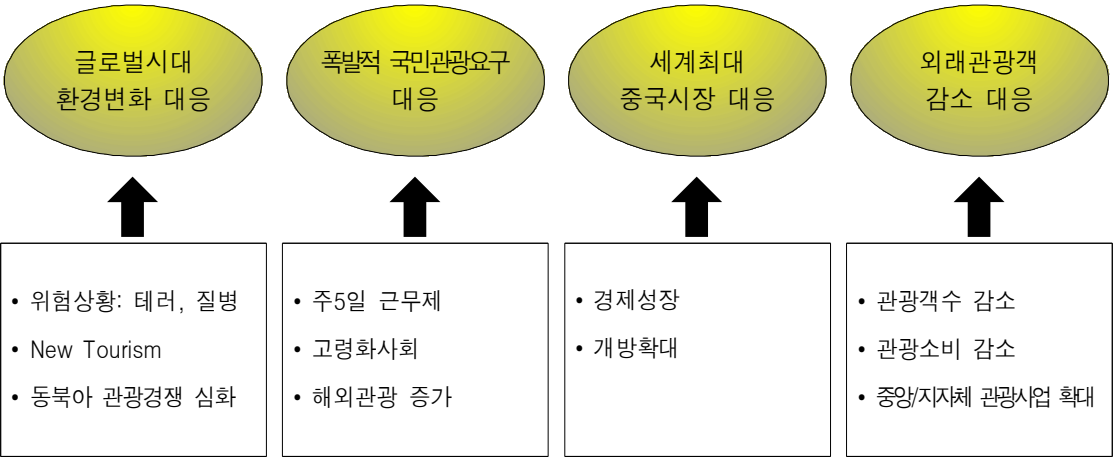 글로벌시대
환경변화 대응
폭발적 국민관광요구
대응
세계최대
중국시장 대응
외래관광객
감소 대응
• 위험상황: 테러, 질병
• New Tourism
• 동북아 관광경쟁 심화
• 주5일 근무제
• 고령화사회
• 해외관광 증가
• 경제성장
• 개방확대
• 관광객수 감소
• 관광소비 감소
• 중앙/지자체 관광사업 확대